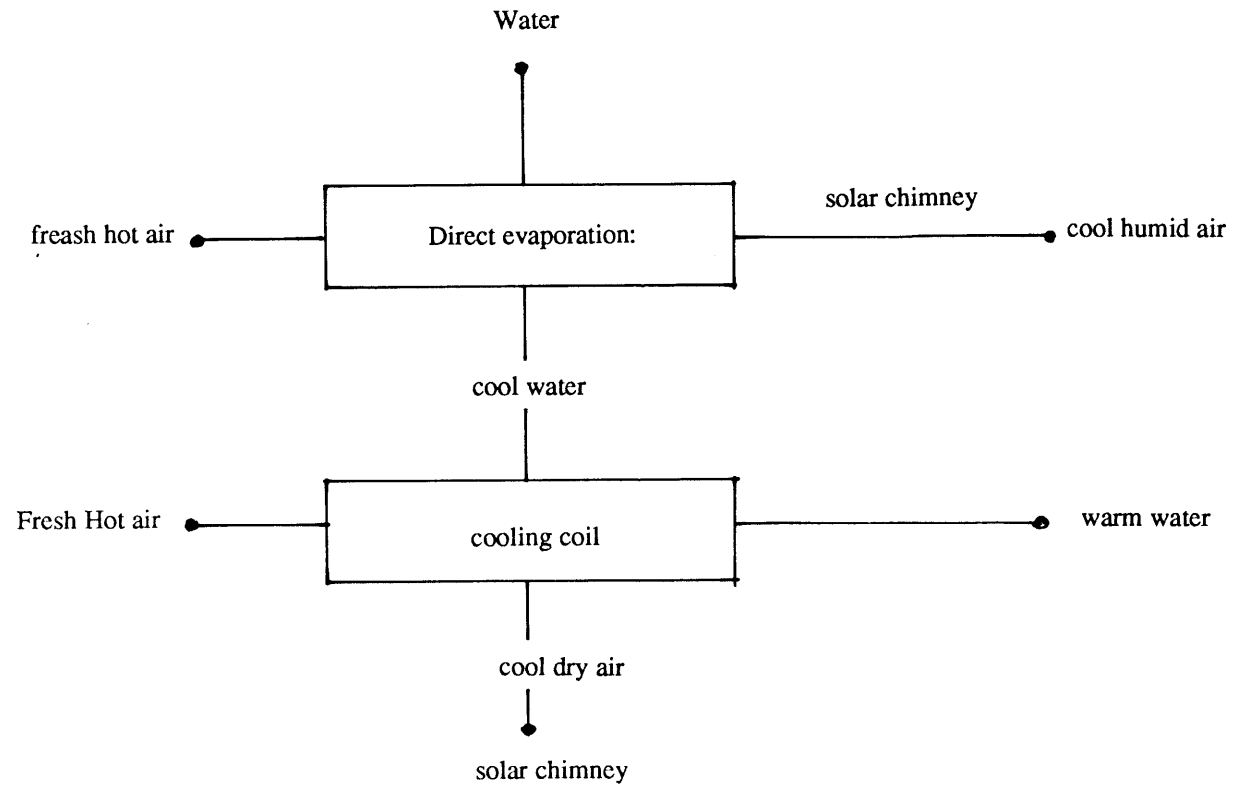 Water
solar chimney
freash hot air
Direct evaporation:
cool humid air
cool water
Fresh Hot air
cooling coil
warm water
cool dry air
solar chimney